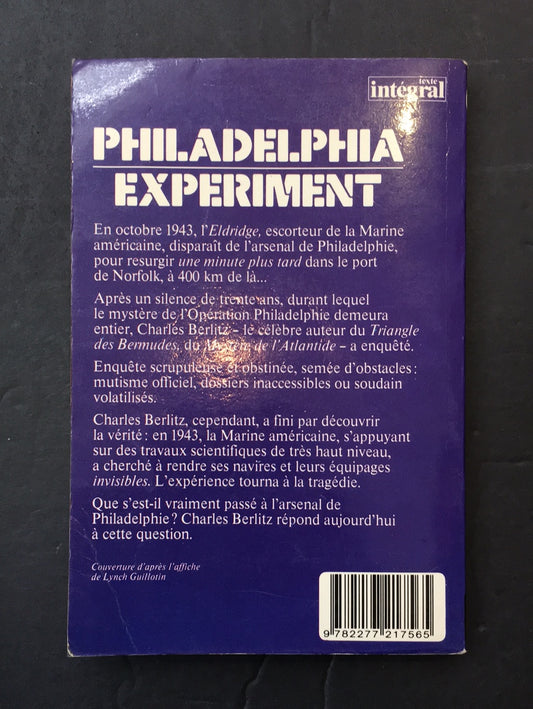 texte
intégral
PHILADELPHIA
EXPERIMENT
En octobre 1943, l'Eldridge, escorteur de la Marine
américaine, disparaît de l'arsenal de Philadelphie,
pour resurgir une minute plus tard dans le port
de Norfolk, à 400 km de là...
Après un silence de trente ans, durant lequel
le mystère de l'Opération Philadelphie demeura
entier, Charles Berlitz – le célèbre auteur du Triangle
des Bermudes, du Mystère de l'Atlantide – a enquêté.
Enquête scrupuleuse et obstinée, semée d'obstacles :
mutisme officiel, dossiers inaccessibles ou soudain
volatilisés.
Charles Berlitz, cependant, a fini par découvrir
la vérité : en 1943, la Marine américaine, s'appuyant
sur des travaux scientifiques de très haut niveau,
a cherché à rendre ses navires et leurs équipages
invisibles. L'expérience tourna à la tragédie.
Que s'est-il vraiment passé à l'arsenal de
Philadelphie ? Charles Berlitz répond aujourd'hui
à cette question.
Couverture d'après l'affiche
de Lynch Guillotin
9 782277 217565